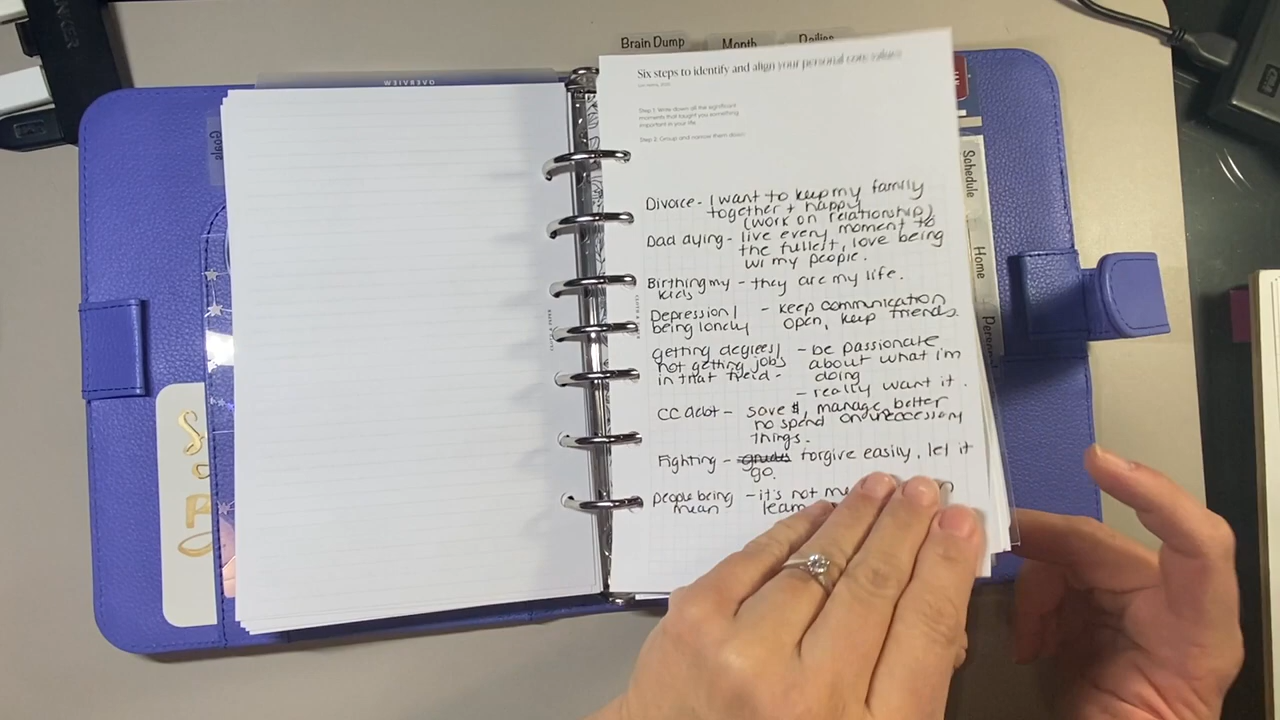 ANKER
OVERVIEW
Goals
Brain Dump
Month
Dailies
Schedule
Home
Personal
Six steps to identify and align your personal core values
Step 1: Write down all the significant
moments that taught you something
important in your life.
Step 2: Group and narrow them down
Divorce - I want to keep my family
together + happy
(work on relationship)
Dad dying - live every moment to
the fullest, love being
w/ my people.
Birthing my - they are my life.
kids
Depression/ - keep communication
being lonely open, keep friends.
getting degrees/ - be passionate
not getting jobs about what i'm
in that field - doing
- really want it.
CC debt - save $, manage better
no spend on unecessary
things.
Fighting - forgive easily, let it
go.
people being - it's not me
mean learn